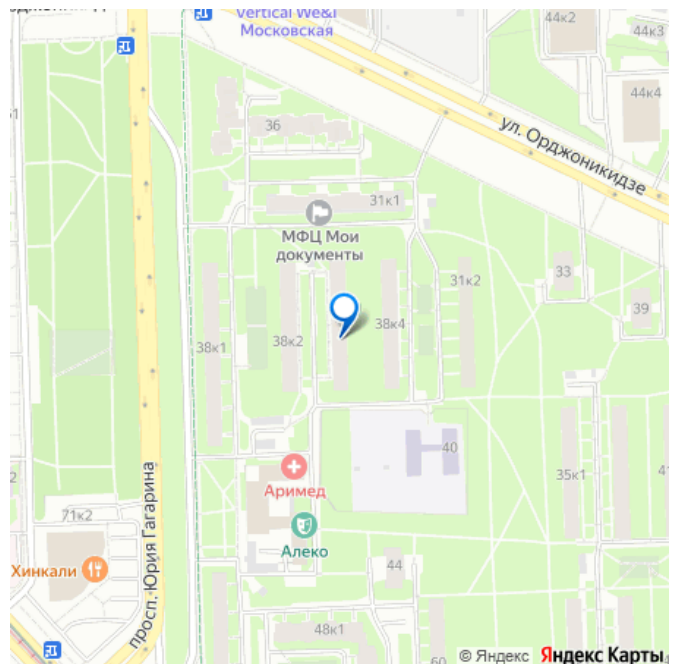 Vertical We&I
Московская
44к2
44к3
44к4
36
ул. Орджоникидзе
31к1
МФЦ Мои
документы
31к2
33
39
38к1
38к2
38к4
40
35к1
Аримед
71к2
просп. Юрия Гагарина
Алеко
Хинкали
44
48к1
60
© Яндекс Яндекс Карты